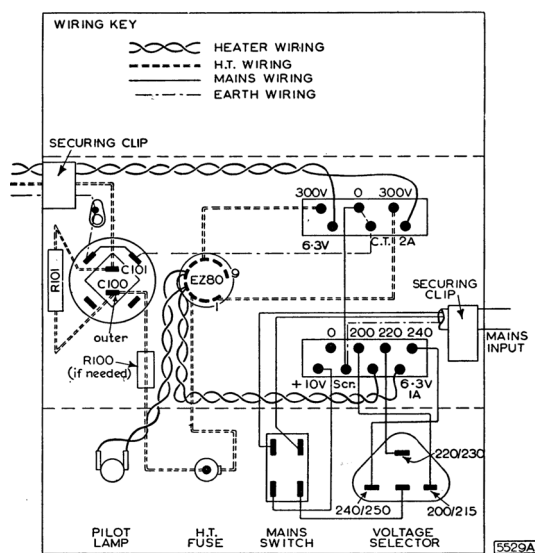 WIRING KEY
HEATER WIRING
H.T. WIRING
MAINS WIRING
EARTH WIRING
SECURING CLIP
300V 0 300V
6·3V C.T. 2A
R101
C101
C100
outer
EZ80
9
1
SECURING
CLIP
MAINS
INPUT
0 200 220 240
+10V Scr. 6·3V
1A
R100
(if needed)
220/230
240/250
200/215
PILOT
LAMP
H.T.
FUSE
MAINS
SWITCH
VOLTAGE
SELECTOR
5529A